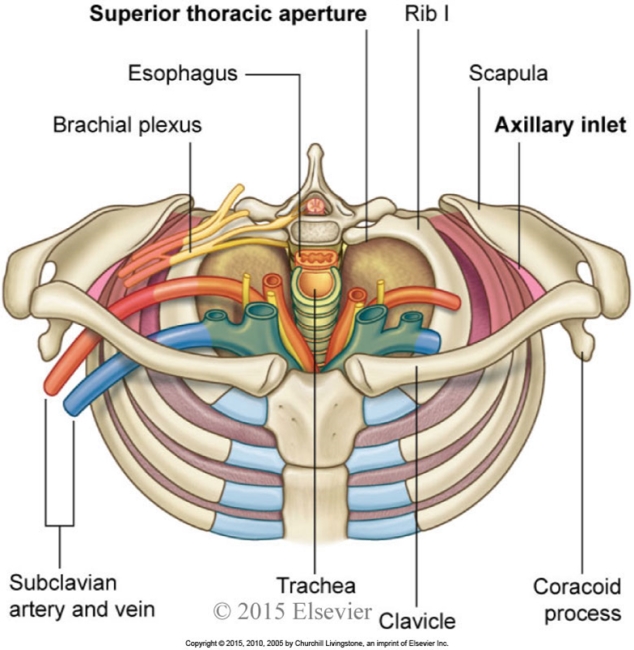 Superior thoracic aperture
Rib I
Esophagus
Scapula
Brachial plexus
Axillary inlet
Subclavian
artery and vein
Trachea
© 2015 Elsevier
Clavicle
Coracoid
process
Copyright © 2015, 2010, 2005 by Churchill Livingstone, an imprint of Elsevier Inc.